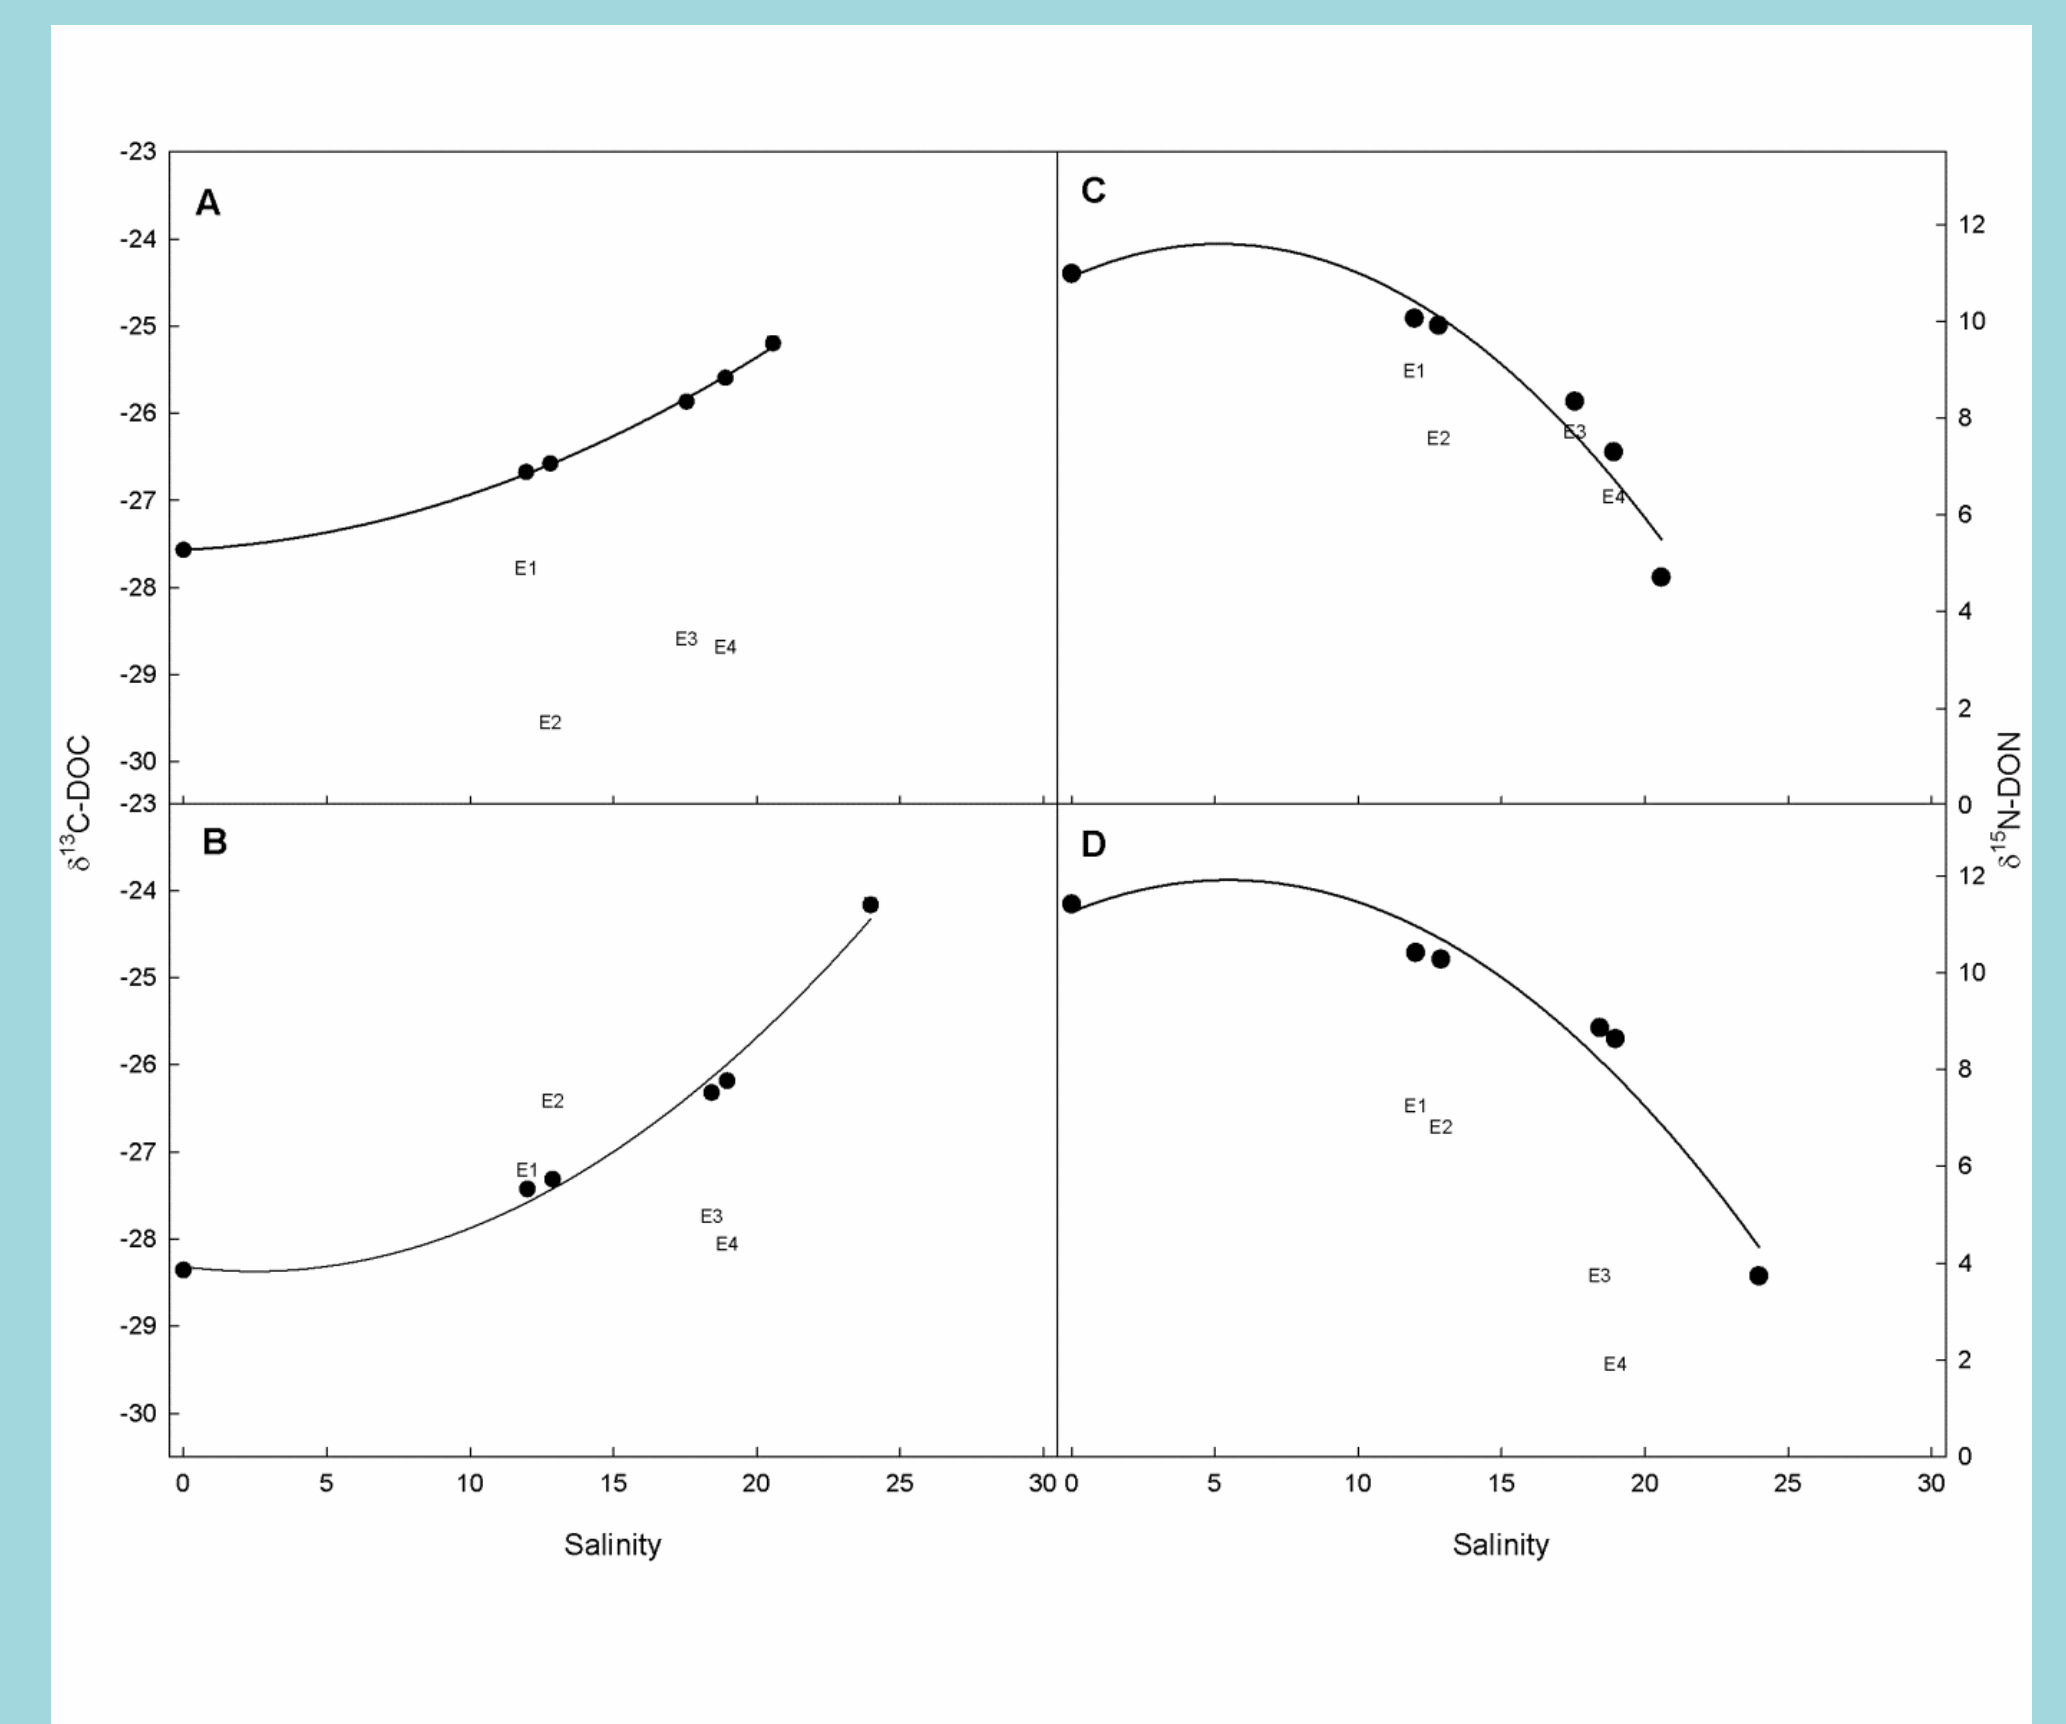 A
-23
-24
-25
-26
-27
-28
-29
-30
E1
E2
E3
E4
C
12
10
8
6
4
2
0
E1
E2
E3
E4
δ13C-DOC
B
-23
-24
-25
-26
-27
-28
-29
-30
E1
E2
E3
E4
0 5 10 15 20 25 30
Salinity
D
12
10
8
6
4
2
0
E1
E2
E3
E4
0 5 10 15 20 25 30
Salinity
δ15N-DON